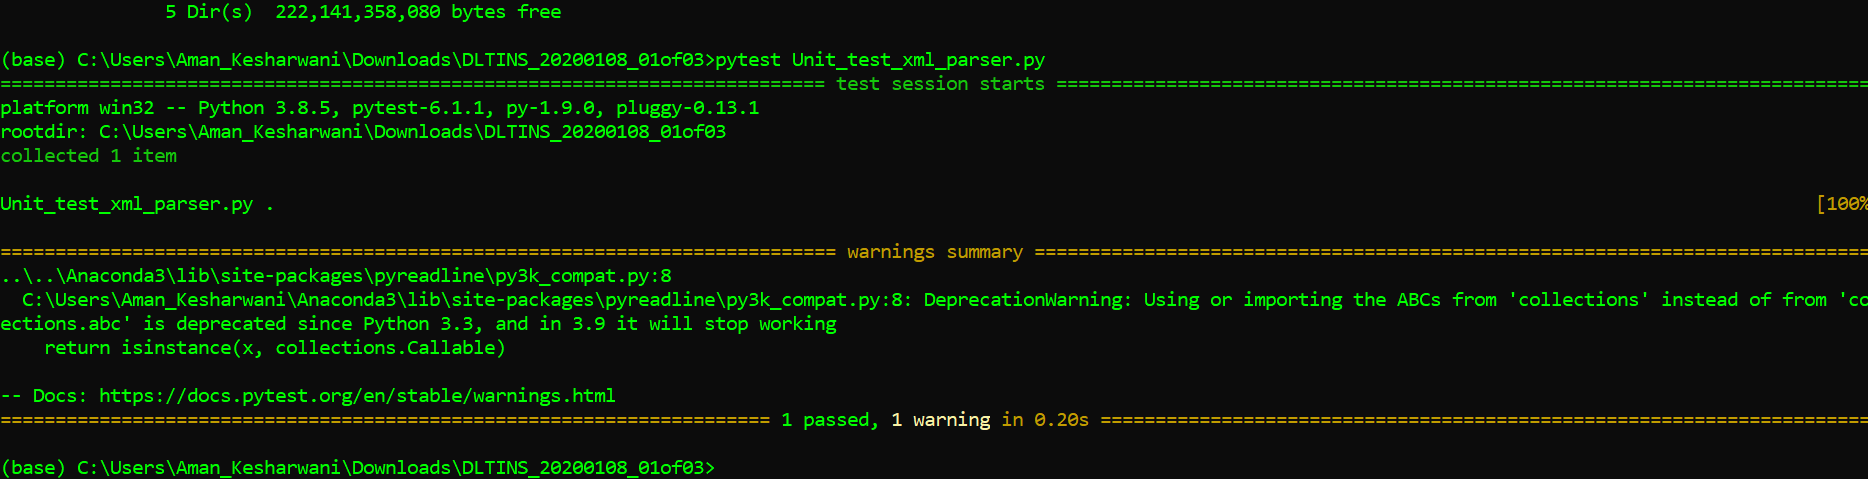 5 Dir(s)  222,141,358,080 bytes free
(base) C:\Users\Aman_Kesharwani\Downloads\DLTINS_20200108_01of03>pytest Unit_test_xml_parser.py
=========================================================================== test session starts ==========================================================================
platform win32 -- Python 3.8.5, pytest-6.1.1, py-1.9.0, pluggy-0.13.1
rootdir: C:\Users\Aman_Kesharwani\Downloads\DLTINS_20200108_01of03
collected 1 item
Unit_test_xml_parser.py . [100%
============================================================================ warnings summary ============================================================================
..\..\Anaconda3\lib\site-packages\pyreadline\py3k_compat.py:8
  C:\Users\Aman_Kesharwani\Anaconda3\lib\site-packages\pyreadline\py3k_compat.py:8: DeprecationWarning: Using or importing the ABCs from 'collections' instead of from 'co
ections.abc' is deprecated since Python 3.3, and in 3.9 it will stop working
    return isinstance(x, collections.Callable)
-- Docs: https://docs.pytest.org/en/stable/warnings.html
====================================================================== 1 passed, 1 warning in 0.20s ======================================================================
(base) C:\Users\Aman_Kesharwani\Downloads\DLTINS_20200108_01of03>